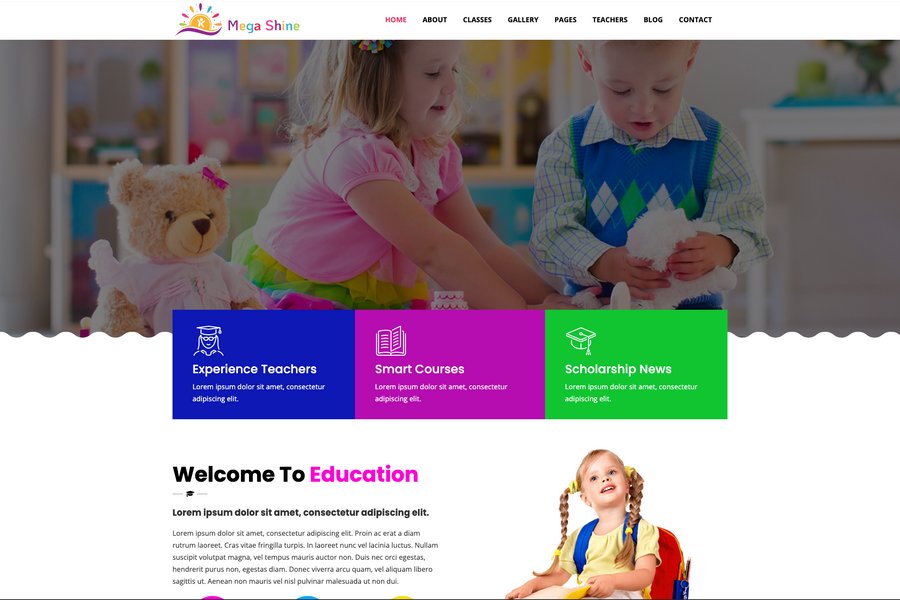 Mega Shine
HOME ABOUT CLASSES GALLERY PAGES TEACHERS BLOG CONTACT
Experience Teachers
Lorem ipsum dolor sit amet, consectetur
adipiscing elit.
Smart Courses
Lorem ipsum dolor sit amet, consectetur
adipiscing elit.
Scholarship News
Lorem ipsum dolor sit amet, consectetur
adipiscing elit.
Welcome To Education
Lorem ipsum dolor sit amet, consectetur adipiscing elit.
Lorem ipsum dolor sit amet, consectetur adipiscing elit. Proin ac erat a diam
rutrum laoreet. Cras vitae fringilla turpis. In laoreet nunc vel lacinia luctus. Nullam
suscipit volutpat magna, vel tempus mauris auctor non. Duis nec orci egestas,
hendrerit purus non, egestas diam. Donec viverra arcu quam, vel aliquam libero
sagittis ut. Aenean non mauris vel nisl pulvinar malesuada ut non dui.